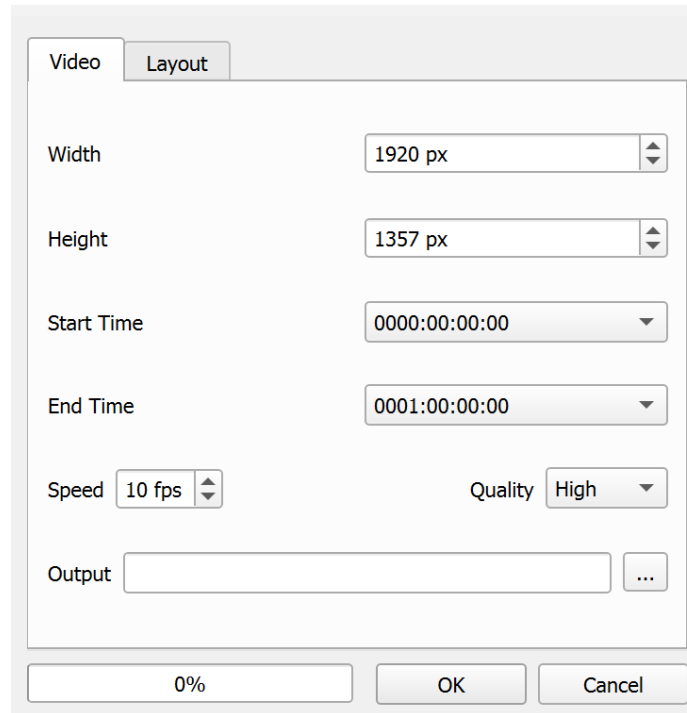 Video Layout
Width 1920 px
Height 1357 px
Start Time 0000:00:00:00
End Time 0001:00:00:00
Speed 10 fps Quality High
Output ...
0% OK Cancel